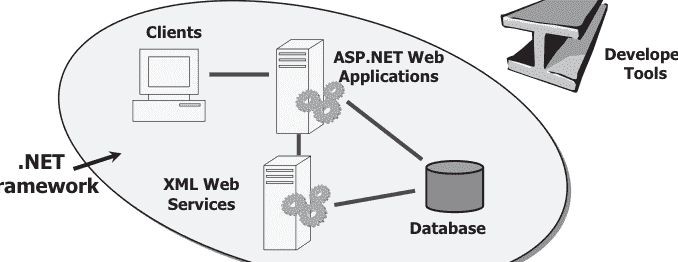 Clients
ASP.NET Web
Applications
Develope
Tools
.NET
ramework
XML Web
Services
Database